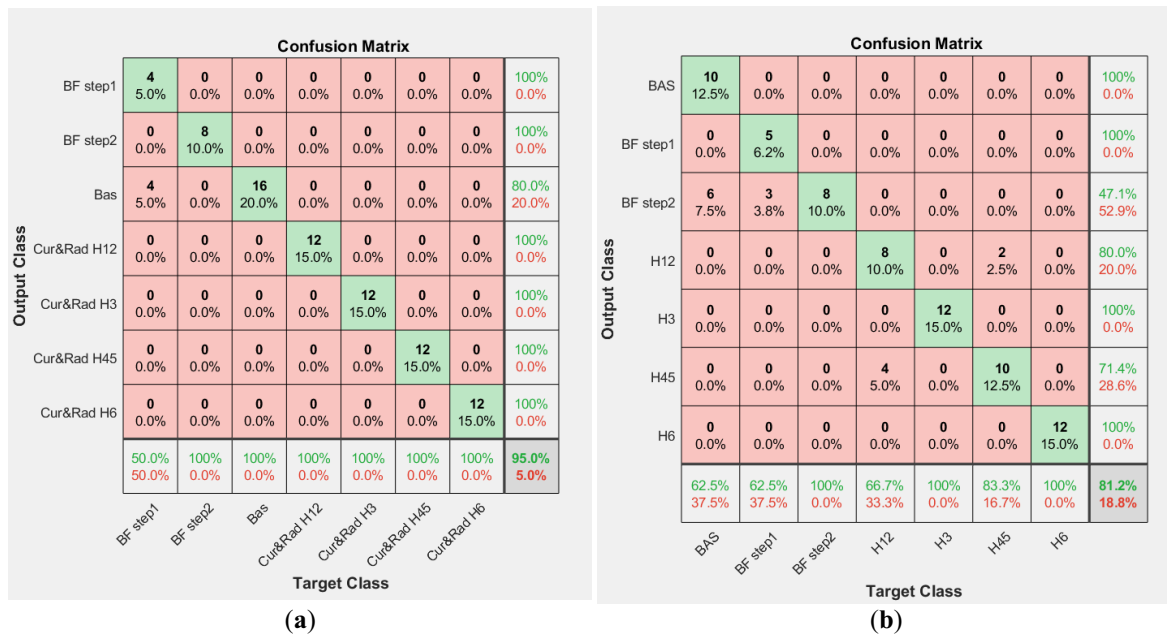 Confusion Matrix
BF step1 4 0 0 0 0 0 0 100%
5.0% 0.0% 0.0% 0.0% 0.0% 0.0% 0.0% 0.0%
BF step2 0 8 0 0 0 0 0 100%
0.0% 10.0% 0.0% 0.0% 0.0% 0.0% 0.0% 0.0%
Bas 4 0 16 0 0 0 0 80.0%
5.0% 0.0% 20.0% 0.0% 0.0% 0.0% 0.0% 20.0%
Cur&Rad H12 0 0 0 12 0 0 0 100%
0.0% 0.0% 0.0% 15.0% 0.0% 0.0% 0.0% 0.0%
Cur&Rad H3 0 0 0 0 12 0 0 100%
0.0% 0.0% 0.0% 0.0% 15.0% 0.0% 0.0% 0.0%
Cur&Rad H45 0 0 0 0 0 12 0 100%
0.0% 0.0% 0.0% 0.0% 0.0% 15.0% 0.0% 0.0%
Cur&Rad H6 0 0 0 0 0 0 12 100%
0.0% 0.0% 0.0% 0.0% 0.0% 0.0% 15.0% 0.0%
50.0% 100% 100% 100% 100% 100% 100% 95.0%
50.0% 0.0% 0.0% 0.0% 0.0% 0.0% 0.0% 5.0%
BF step1 BF step2 Bas Cur&Rad H12 Cur&Rad H3 Cur&Rad H45 Cur&Rad H6
Output Class
Target Class
(a)
Confusion Matrix
BAS 10 0 0 0 0 0 0 100%
12.5% 0.0% 0.0% 0.0% 0.0% 0.0% 0.0% 0.0%
BF step1 0 5 0 0 0 0 0 100%
0.0% 6.2% 0.0% 0.0% 0.0% 0.0% 0.0% 0.0%
BF step2 6 3 8 0 0 0 0 47.1%
7.5% 3.8% 10.0% 0.0% 0.0% 0.0% 0.0% 52.9%
H12 0 0 0 8 0 2 0 80.0%
0.0% 0.0% 0.0% 10.0% 0.0% 2.5% 0.0% 20.0%
H3 0 0 0 0 12 0 0 100%
0.0% 0.0% 0.0% 0.0% 15.0% 0.0% 0.0% 0.0%
H45 0 0 0 4 0 10 0 71.4%
0.0% 0.0% 0.0% 5.0% 0.0% 12.5% 0.0% 28.6%
H6 0 0 0 0 0 0 12 100%
0.0% 0.0% 0.0% 0.0% 0.0% 0.0% 15.0% 0.0%
62.5% 62.5% 100% 66.7% 100% 83.3% 100% 81.2%
37.5% 37.5% 0.0% 33.3% 0.0% 16.7% 0.0% 18.8%
BAS BF step1 BF step2 H12 H3 H45 H6
Output Class
Target Class
(b)